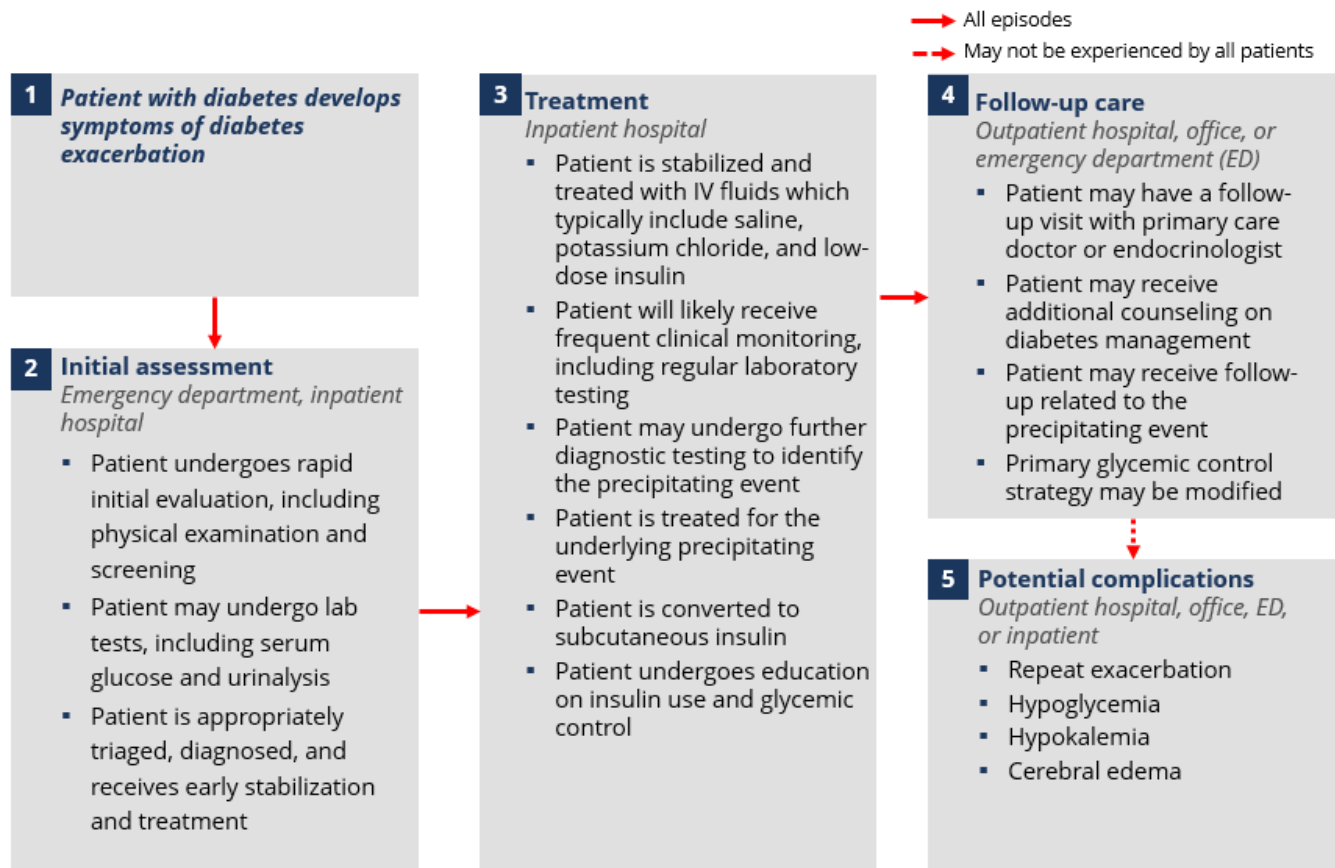 All episodes
May not be experienced by all patients
1
Patient with diabetes develops
symptoms of diabetes
exacerbation
2
Initial assessment
Emergency department, inpatient
hospital
▪ Patient undergoes rapid
initial evaluation, including
physical examination and
screening
▪ Patient may undergo lab
tests, including serum
glucose and urinalysis
▪ Patient is appropriately
triaged, diagnosed, and
receives early stabilization
and treatment
3
Treatment
Inpatient hospital
▪ Patient is stabilized and
treated with IV fluids which
typically include saline,
potassium chloride, and low-
dose insulin
▪ Patient will likely receive
frequent clinical monitoring,
including regular laboratory
testing
▪ Patient may undergo further
diagnostic testing to identify
the precipitating event
▪ Patient is treated for the
underlying precipitating
event
▪ Patient is converted to
subcutaneous insulin
▪ Patient undergoes education
on insulin use and glycemic
control
4
Follow-up care
Outpatient hospital, office, or
emergency department (ED)
▪ Patient may have a follow-
up visit with primary care
doctor or endocrinologist
▪ Patient may receive
additional counseling on
diabetes management
▪ Patient may receive follow-
up related to the
precipitating event
▪ Primary glycemic control
strategy may be modified
5
Potential complications
Outpatient hospital, office, ED,
or inpatient
▪ Repeat exacerbation
▪ Hypoglycemia
▪ Hypokalemia
▪ Cerebral edema